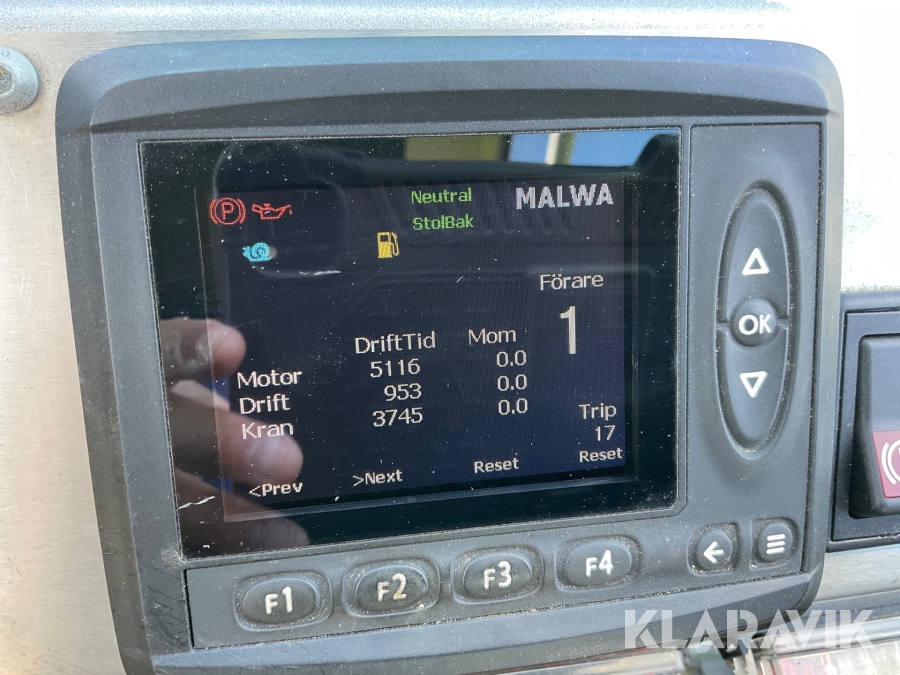 P
Neutral
MALWA
StolBak
Förare
1
DriftTid Mom
Motor 5116 0.0
Drift 953 0.0
Kran 3745 0.0
Trip
17
<Prev >Next Reset Reset
OK
F1 F2 F3 F4
KLARAVIK